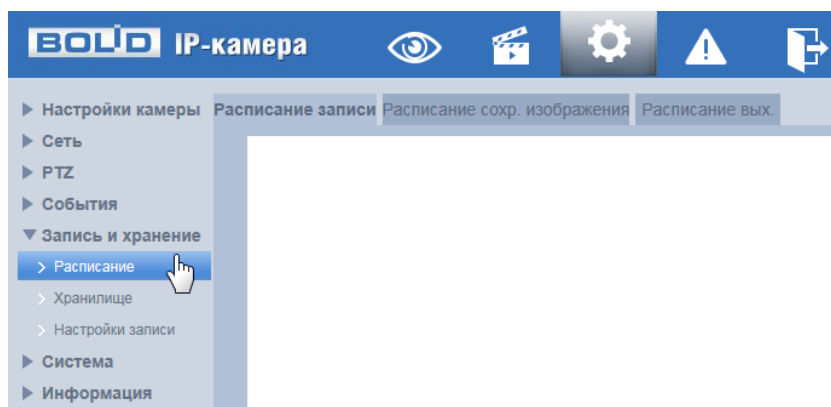 BOLID IP-камера
Настройки камеры
Сеть
PTZ
События
Запись и хранение
Расписание
Хранилище
Настройки записи
Система
Информация
Расписание записи Расписание сохр. изображения Расписание вых.